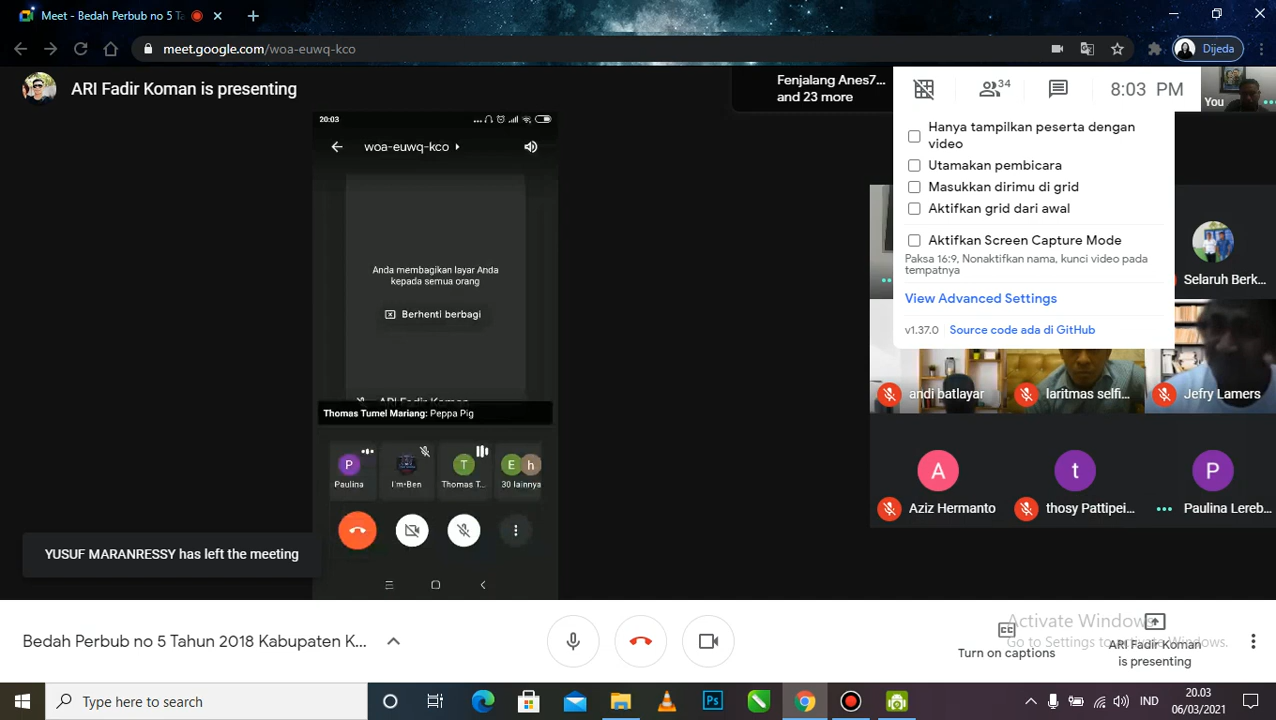 Meet - Bedah Perbub no 5 Ta
meet.google.com/woa-euwq-kco
Dijeda
ARI Fadir Koman is presenting
Fenjalang Anes7...
and 23 more
34
8:03 PM
You
Hanya tampilkan peserta dengan
video
Utamakan pembicara
Masukkan dirimu di grid
Aktifkan grid dari awal
Aktifkan Screen Capture Mode
Paksa 16:9, Nonaktifkan nama, kunci video pada
tempatnya
View Advanced Settings
v1.37.0 Source code ada di GitHub
20:03
woa-euwq-kco
Anda membagikan layar Anda
kepada semua orang
Berhenti berbagi
ARI Fadir Koman
Thomas Tumel Mariang: Peppa Pig
P
T
E h
Paulina
I'm•Ben
Thomas T...
30 lainnya
Selaruh Berk...
andi batlayar
laritmas selfi...
Jefry Lamers
A
t
P
Aziz Hermanto
thosy Pattipei...
Paulina Lereb...
YUSUF MARANRESSY has left the meeting
Bedah Perbub no 5 Tahun 2018 Kabupaten K...
CC
Turn on captions
ARI Fadir Koman
is presenting
Activate Windows
Go to Settings to activate Windows.
Type here to search
Ps
IND
20.03
06/03/2021